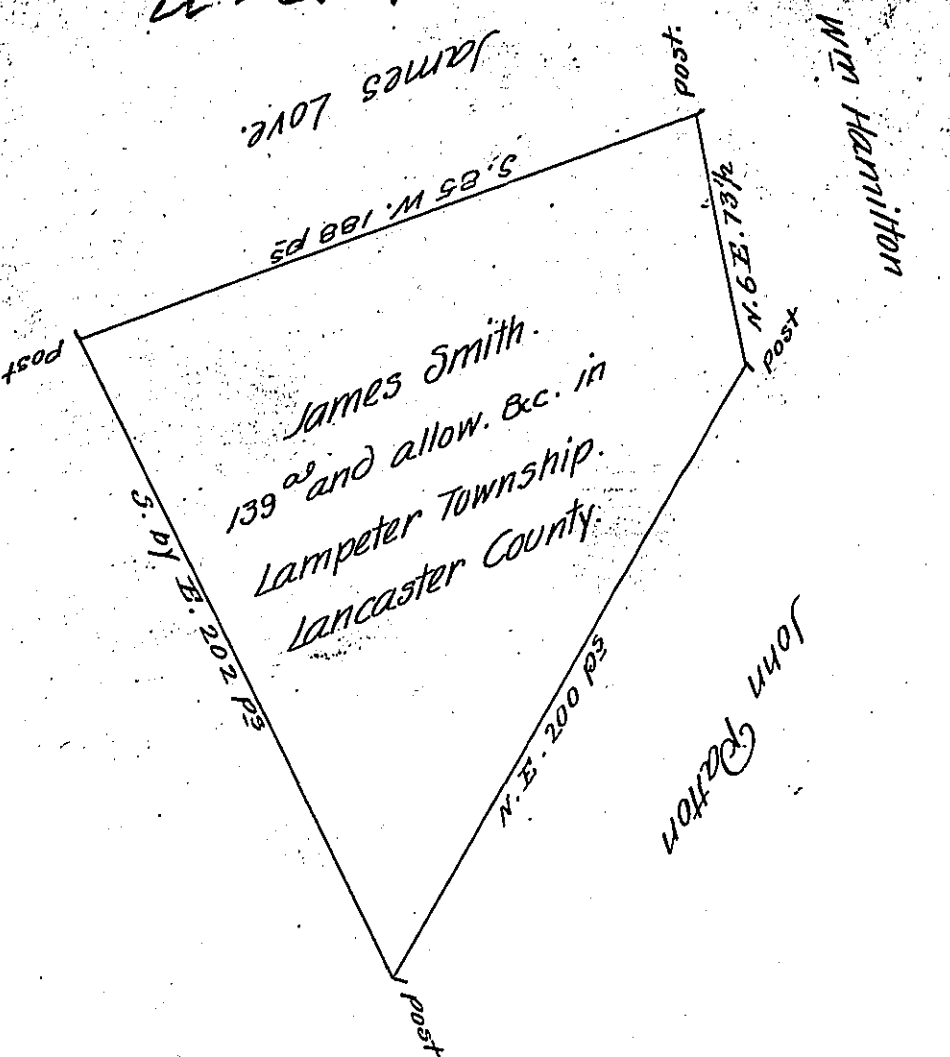 James Love.
post.
Wm Hamilton
S. 85 W. 188 ps
N. 6 E. 73½
post
posx
James Smith.
139 as and allow. &c. in
Lampeter Township.
Lancaster County.
S. by E. 202 ps
N. E. 200 ps
John Patton
post